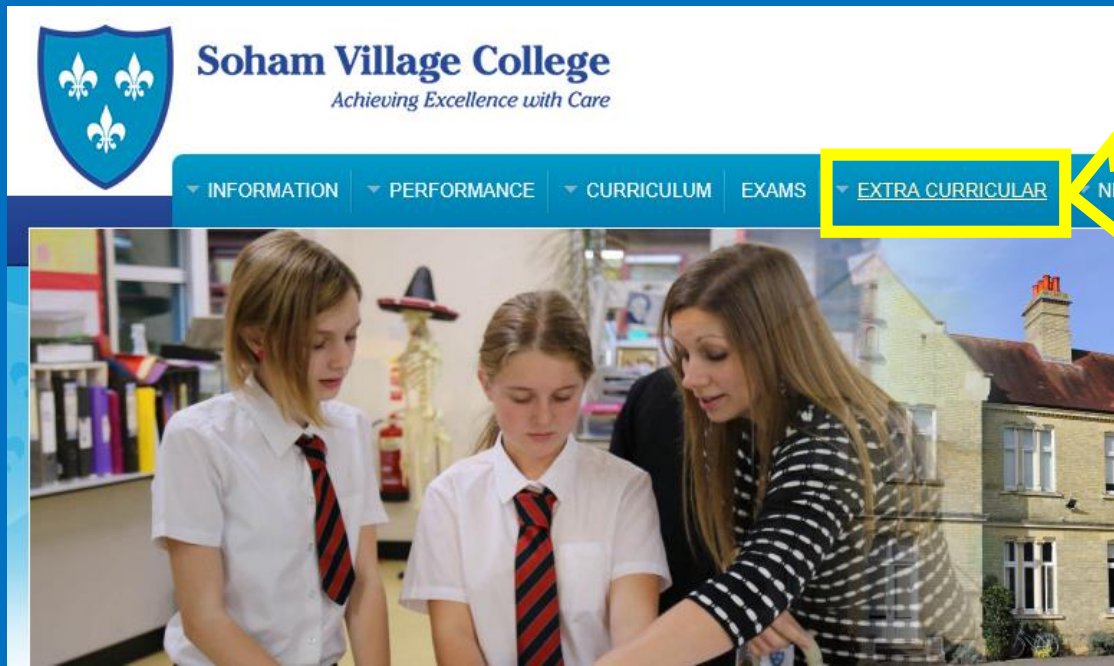 Soham Village College
Achieving Excellence with Care
INFORMATION PERFORMANCE CURRICULUM EXAMS EXTRA CURRICULAR